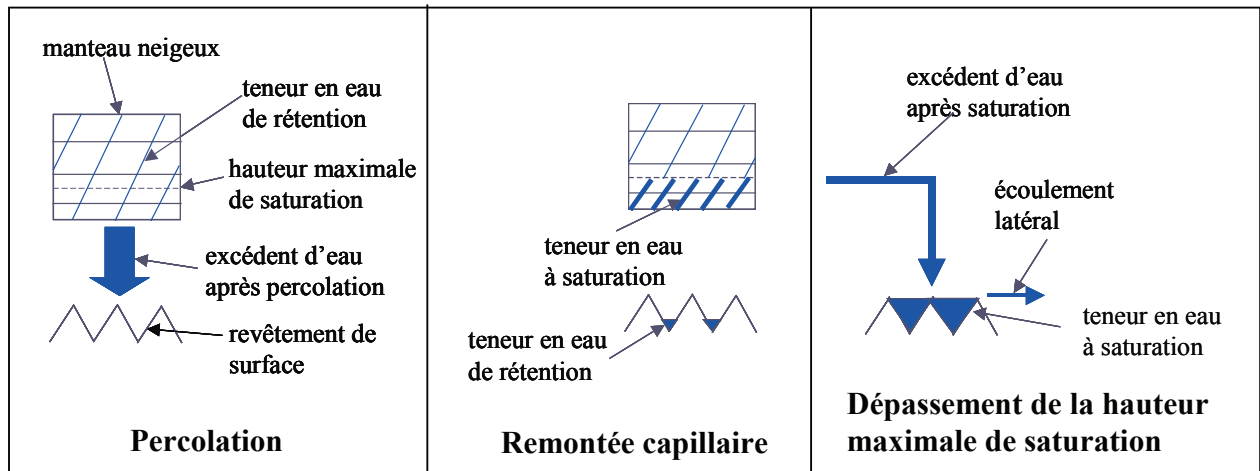 manteau neigeux
teneur en eau
de rétention
hauteur maximale
de saturation
excédent d'eau
après percolation
revêtement de
surface
Percolation
teneur en eau
à saturation
teneur en eau
de rétention
Remontée capillaire
excédent d'eau
après saturation
écoulement
latéral
teneur en eau
à saturation
Dépassement de la hauteur
maximale de saturation